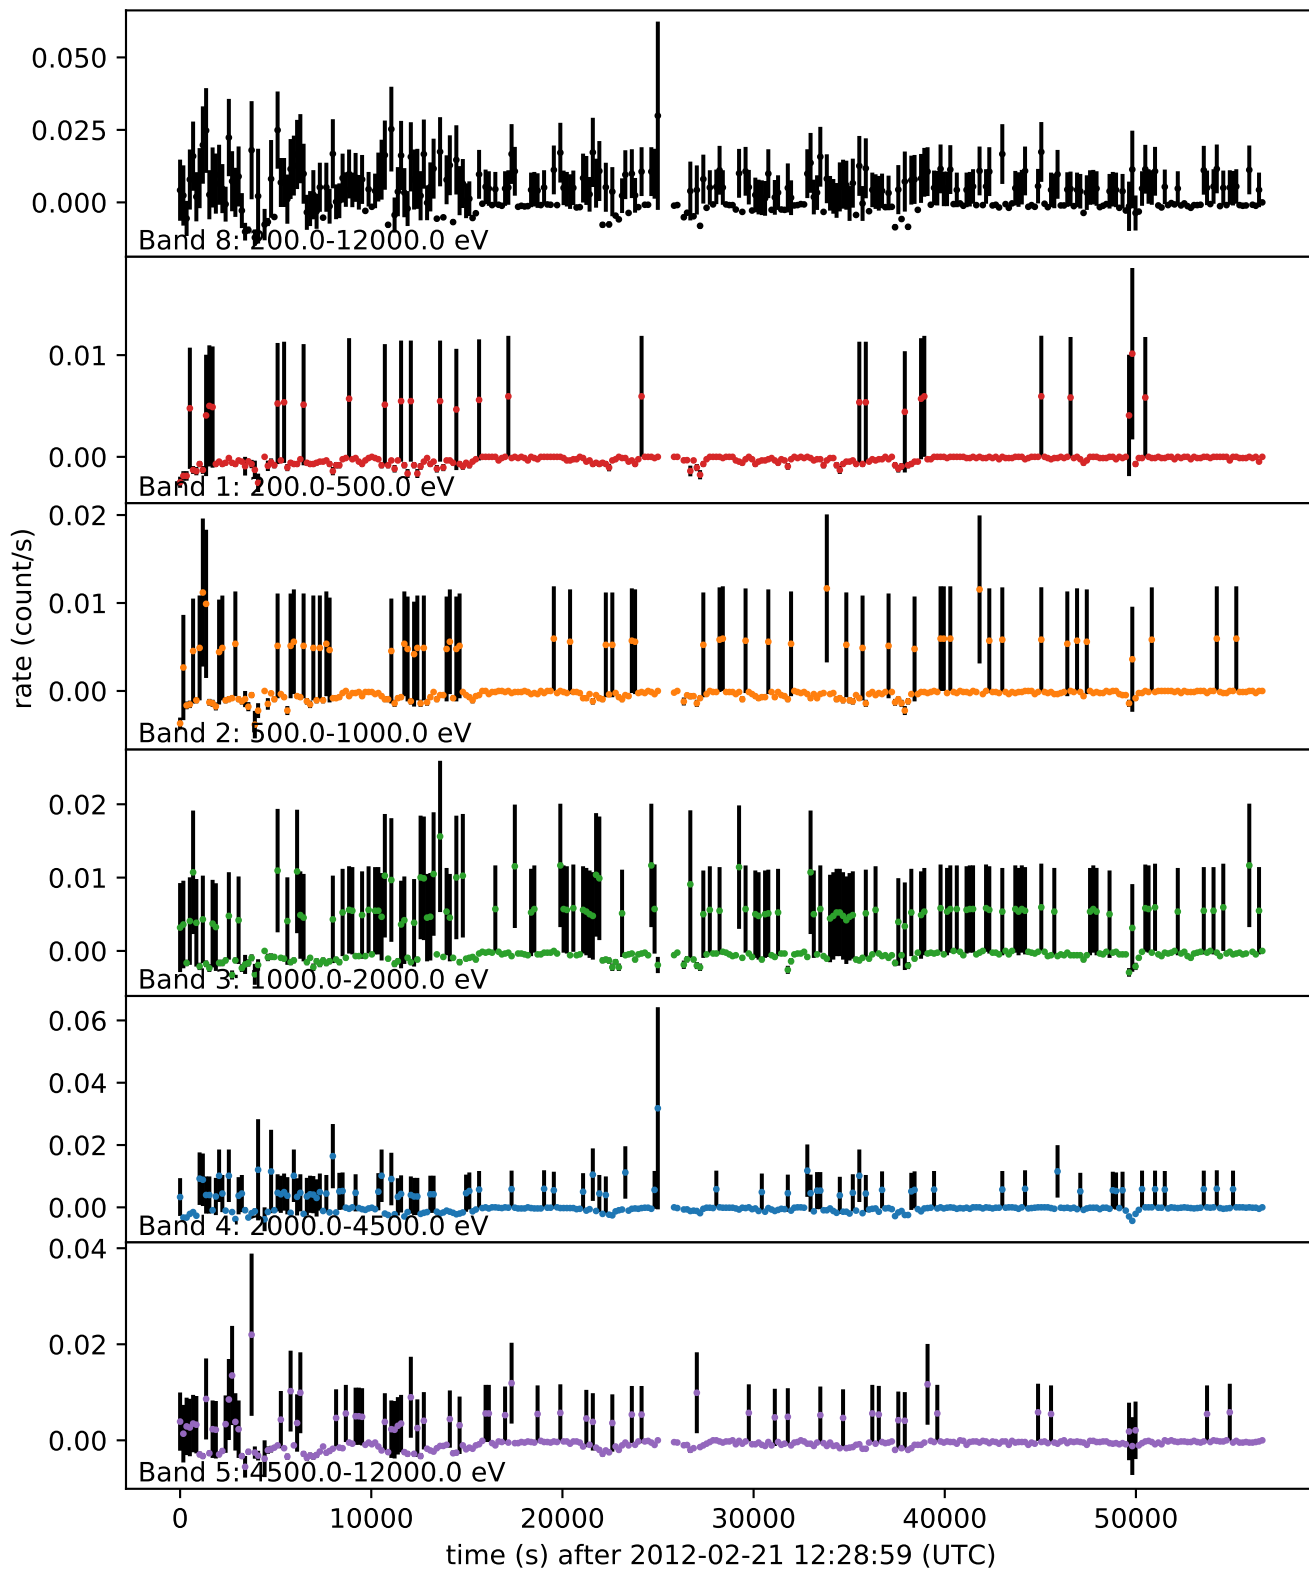 0.050
0.025
0.000
Band 8: 200.0-12000.0 eV
0.01
0.00
Band 1: 200.0-500.0 eV
0.02
0.01
0.00
Band 2: 500.0-1000.0 eV
rate (count/s)
0.02
0.01
0.00
Band 3: 1000.0-2000.0 eV
0.06
0.04
0.02
0.00
Band 4: 2000.0-4500.0 eV
0.04
0.02
0.00
Band 5: 4500.0-12000.0 eV
0 10000 20000 30000 40000 50000
time (s) after 2012-02-21 12:28:59 (UTC)